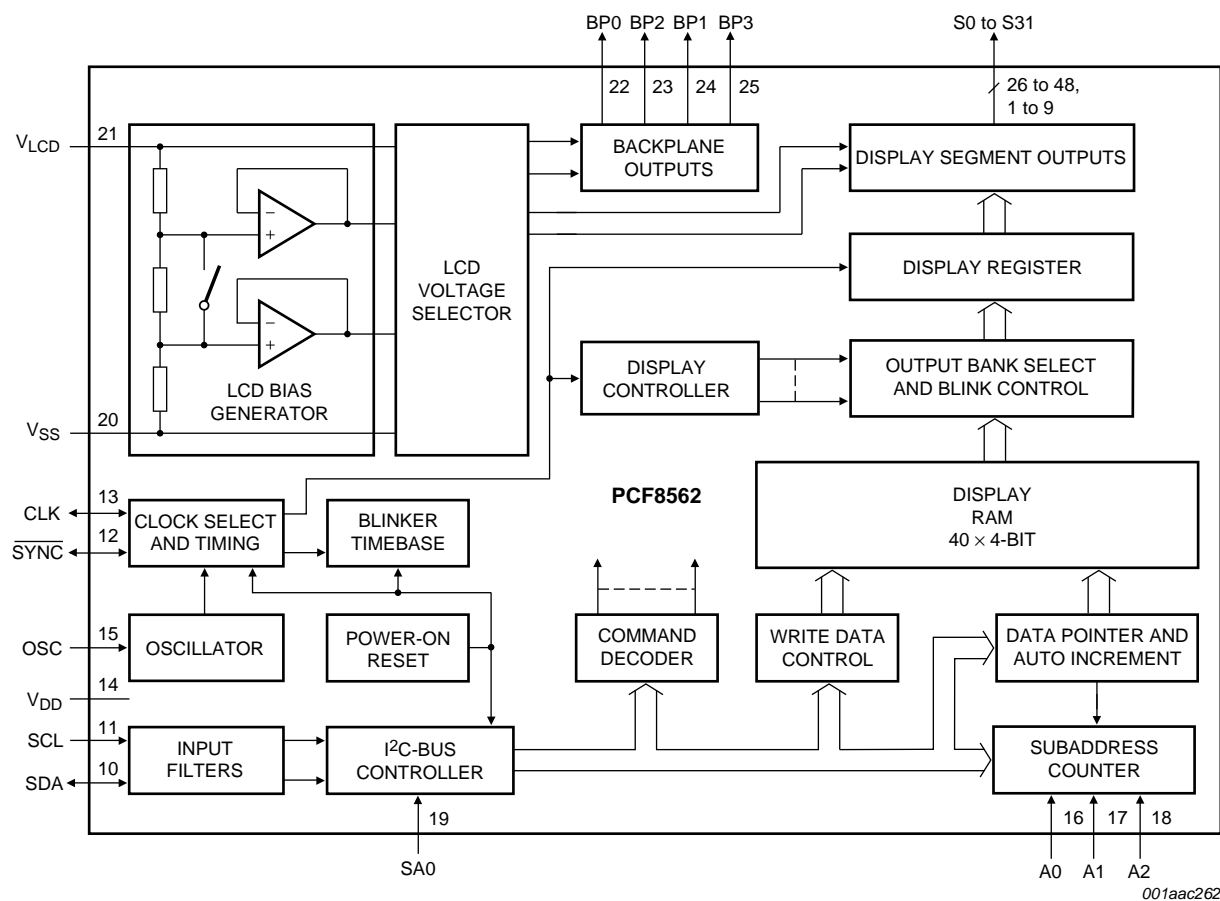 BP0 BP2 BP1 BP3
S0 to S31
22 23 24 25
26 to 48,
1 to 9
VLCD
21
BACKPLANE
OUTPUTS
DISPLAY SEGMENT OUTPUTS
−
+
−
+
LCD
VOLTAGE
SELECTOR
DISPLAY REGISTER
LCD BIAS
GENERATOR
DISPLAY
CONTROLLER
OUTPUT BANK SELECT
AND BLINK CONTROL
VSS
20
CLK
13
SYNC
12
CLOCK SELECT
AND TIMING
BLINKER
TIMEBASE
PCF8562
DISPLAY
RAM
40 × 4-BIT
OSC
15
OSCILLATOR
POWER-ON
RESET
COMMAND
DECODER
WRITE DATA
CONTROL
DATA POINTER AND
AUTO INCREMENT
VDD
14
SCL
11
SDA
10
INPUT
FILTERS
I2C-BUS
CONTROLLER
SUBADDRESS
COUNTER
19
16 17 18
SA0
A0 A1 A2
001aac262